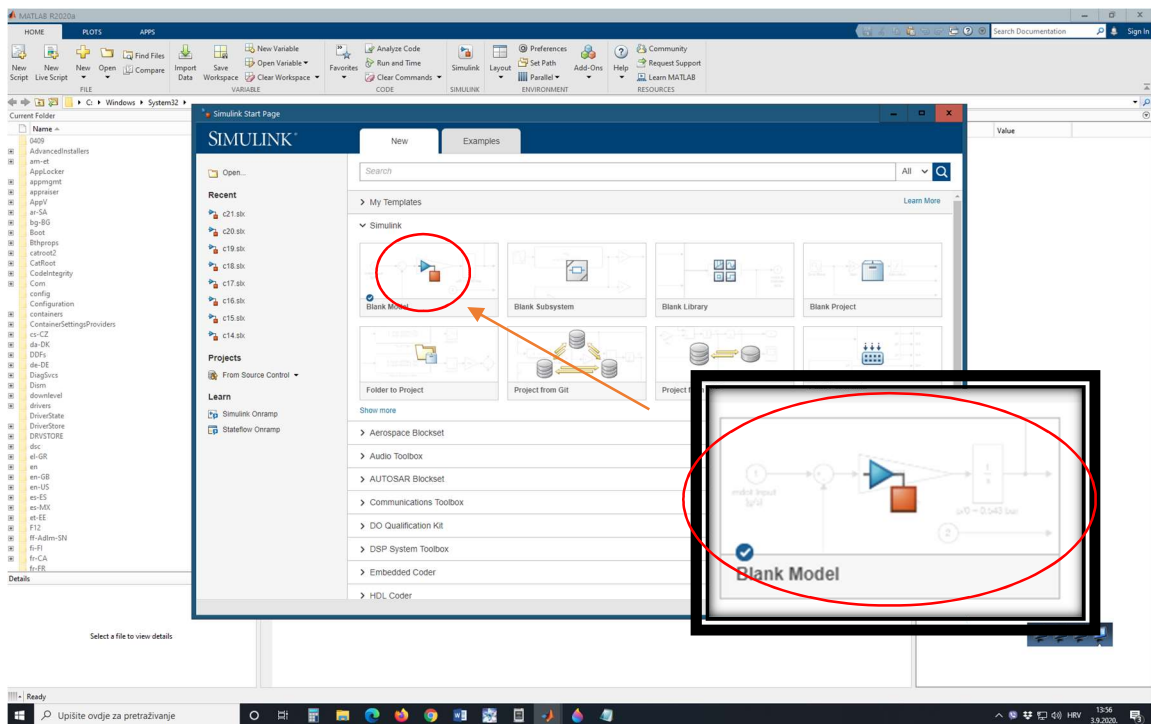 MATLAB R2020a
HOME PLOTS APPS
Search Documentation Sign In
New Script
New Live Script
New
Open
Find Files
Compare
Import Data
Save Workspace
New Variable
Open Variable
Clear Workspace
Favorites
Analyze Code
Run and Time
Clear Commands
Simulink
Layout
Preferences
Set Path
Parallel
Add-Ons
Help
Community
Request Support
Learn MATLAB
FILE VARIABLE CODE SIMULINK ENVIRONMENT RESOURCES
C: Windows System32
Current Folder
Name
0409
AdvancedInstallers
am-et
AppLocker
appmgmt
appraiser
AppV
ar-SA
bg-BG
Boot
Bthprops
catroot2
CatRoot
CodeIntegrity
Com
config
Configuration
containers
ContainerSettingsProviders
cs-CZ
da-DK
DDFs
de-DE
DiagSvcs
Dism
downlevel
drivers
DriverState
DriverStore
DRVSTORE
dsc
el-GR
en
en-GB
en-US
es-ES
es-MX
et-EE
F12
ff-Adlm-SN
fi-FI
fr-CA
fr-FR
Details
Select a file to view details
Value
Simulink Start Page
SIMULINK®
New Examples
Open...
Recent
c21.slx
c20.slx
c19.slx
c18.slx
c17.slx
c16.slx
c15.slx
c14.slx
Projects
From Source Control
Learn
Simulink Onramp
Stateflow Onramp
Search All
My Templates Learn More
Simulink
Blank Model
Blank Subsystem
Blank Library
Blank Project
Folder to Project
Project from Git
Show more
Aerospace Blockset
Audio Toolbox
AUTOSAR Blockset
Communications Toolbox
DO Qualification Kit
DSP System Toolbox
Embedded Coder
HDL Coder
Blank Model
Ready
Upišite ovdje za pretraživanje
HRV
13:56
3.9.2020.